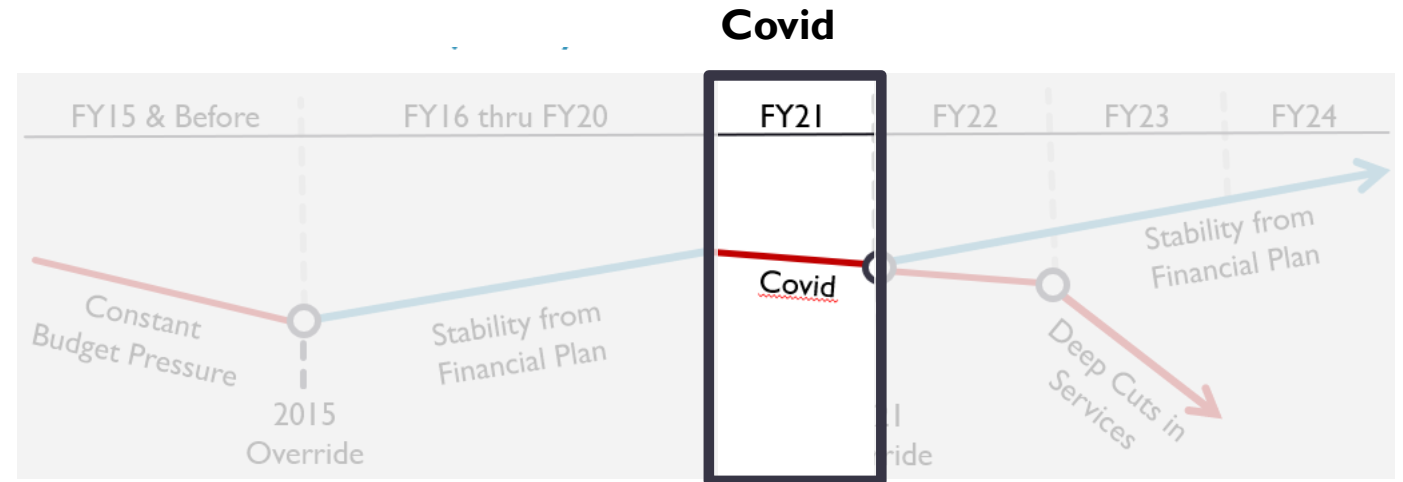 Covid
FY15 & Before
FY16 thru FY20
FY21
FY22
FY23
FY24
Constant
Budget Pressure
2015
Override
Stability from
Financial Plan
Covid
Stability from
Financial Plan
Deep Cuts in
Services